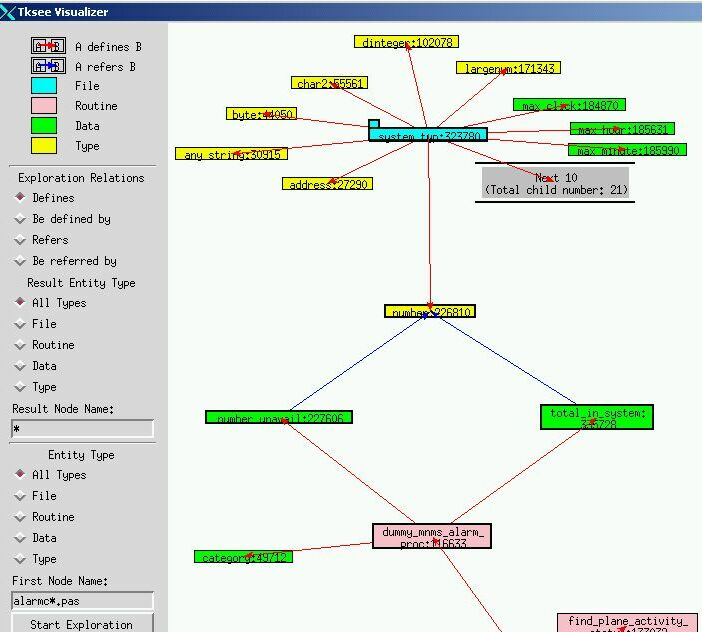 Tksee Visualizer
A B A defines B
A B A refers B
File
Routine
Data
Type
Exploration Relations
Defines
Be defined by
Refers
Be referred by
Result Entity Type
All Types
File
Routine
Data
Type
Result Node Name:
*
Entity Type
All Types
File
Routine
Data
Type
First Node Name:
alarmc*.pas
Start Exploration
dinteger:102078
largenum:171343
char2:55561
max_clock:184870
byte:44050
max_hour:185631
system_typ:323780
any_string:30915
max_minute:185990
address:27290
Next 10
(Total child number: 21)
number:226810
number_unavail:227606
total_in_system:
dummy_mnms_alarm_
proc:116633
category:49712
find_plane_activity_